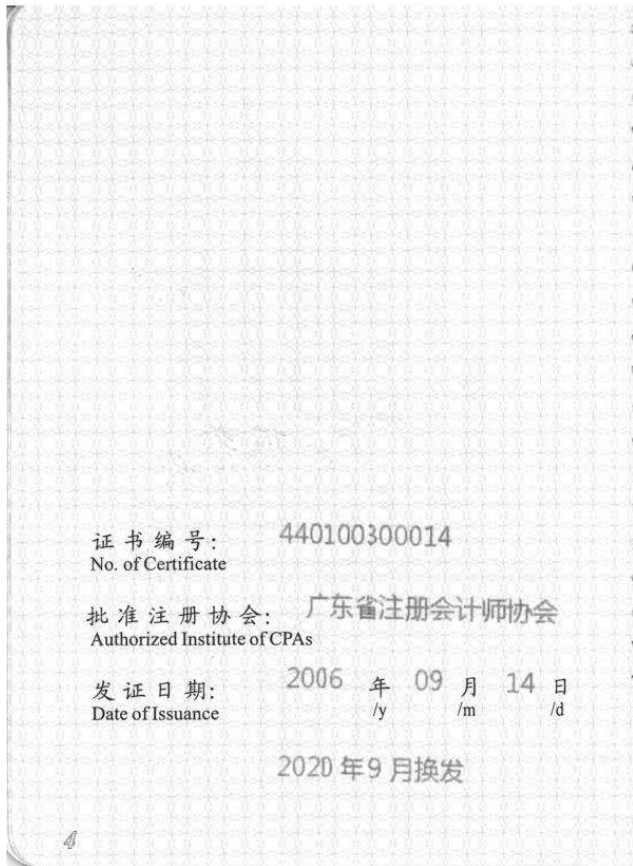 证书编号: 440100300014
No. of Certificate
批准注册协会: 广东省注册会计师协会
Authorized Institute of CPAs
发证日期: 2006 年 09 月 14 日
Date of Issuance /y /m /d
2020年9月换发
4